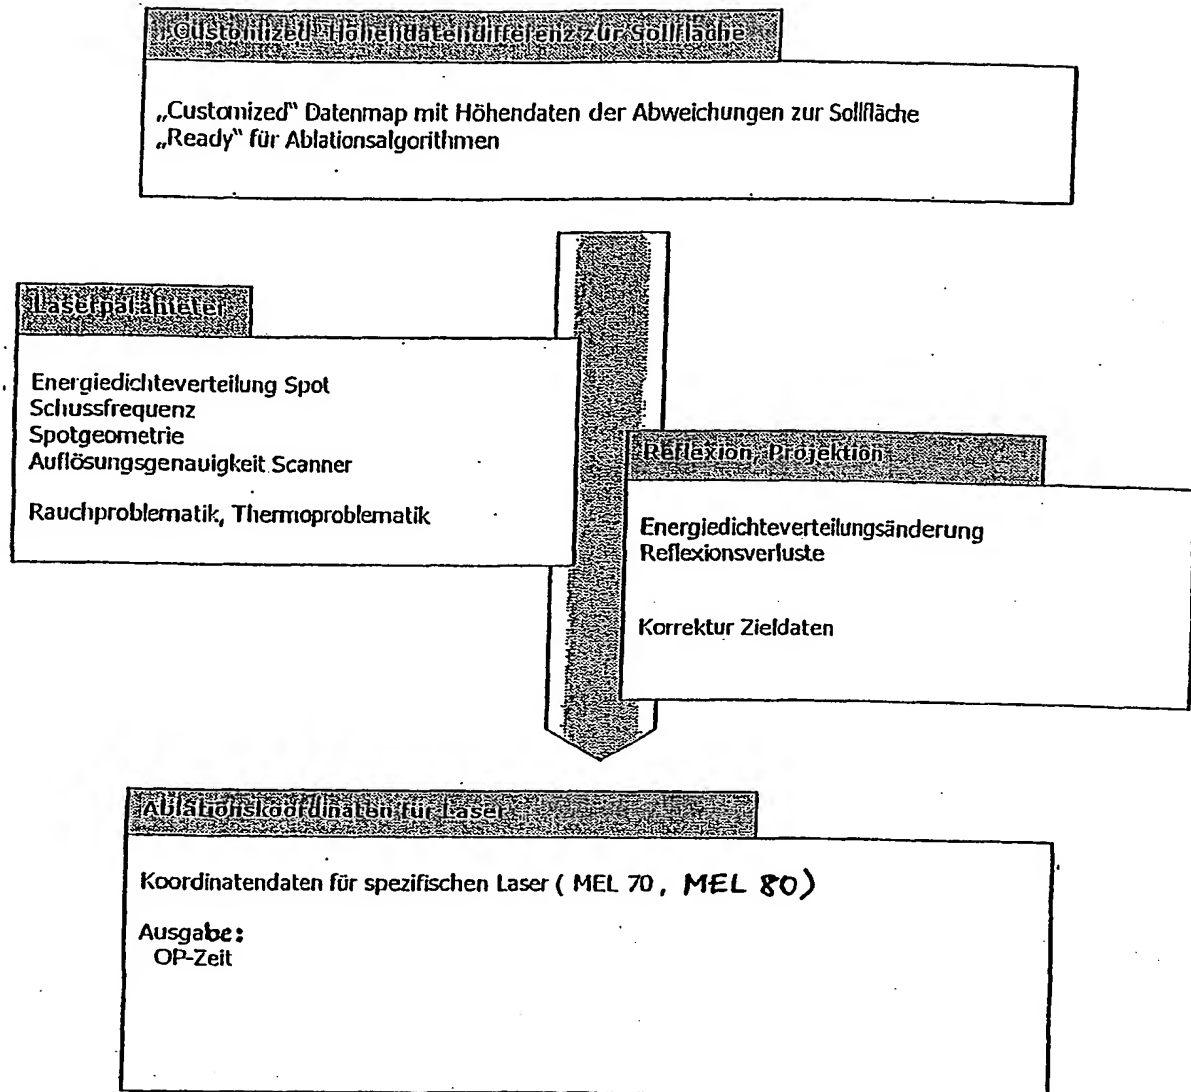 „Customized" Höhendatendifferenz zur Sollfläche
„Customized" Datenmap mit Höhendaten der Abweichungen zur Sollfläche
„Ready" für Ablationsalgorithmen
Laserparameter
Energiedichteverteilung Spot
Schussfrequenz
Spotgeometrie
Auflösungsgenauigkeit Scanner
Rauchproblematik, Thermoproblematik
Reflexion, Projektion
Energiedichteverteilungsänderung
Reflexionsverluste
Korrektur Zieldaten
Ablationskoordinaten für Laser
Koordinatendaten für spezifischen Laser ( MEL 70 , MEL 80)
Ausgabe:
OP-Zeit